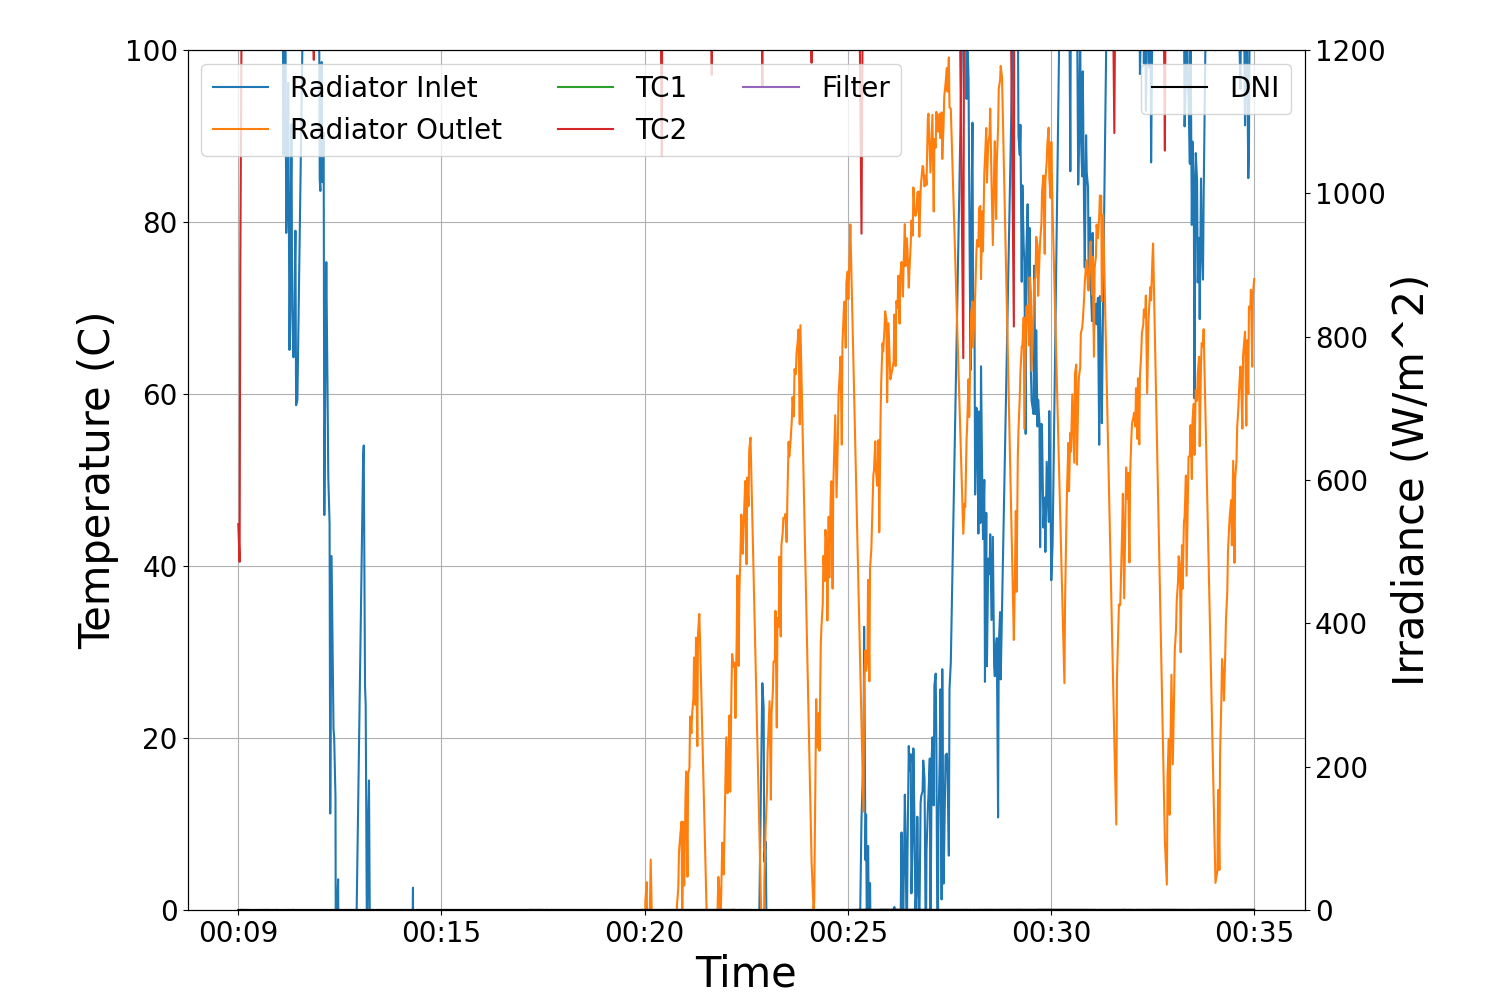 100
80
60
40
20
0
Temperature (C)
Radiator Inlet
Radiator Outlet
TC1
TC2
Filter
DNI
1200
1000
800
600
400
200
0
Irradiance (W/m^2)
00:09 00:15 00:20 00:25 00:30 00:35
Time